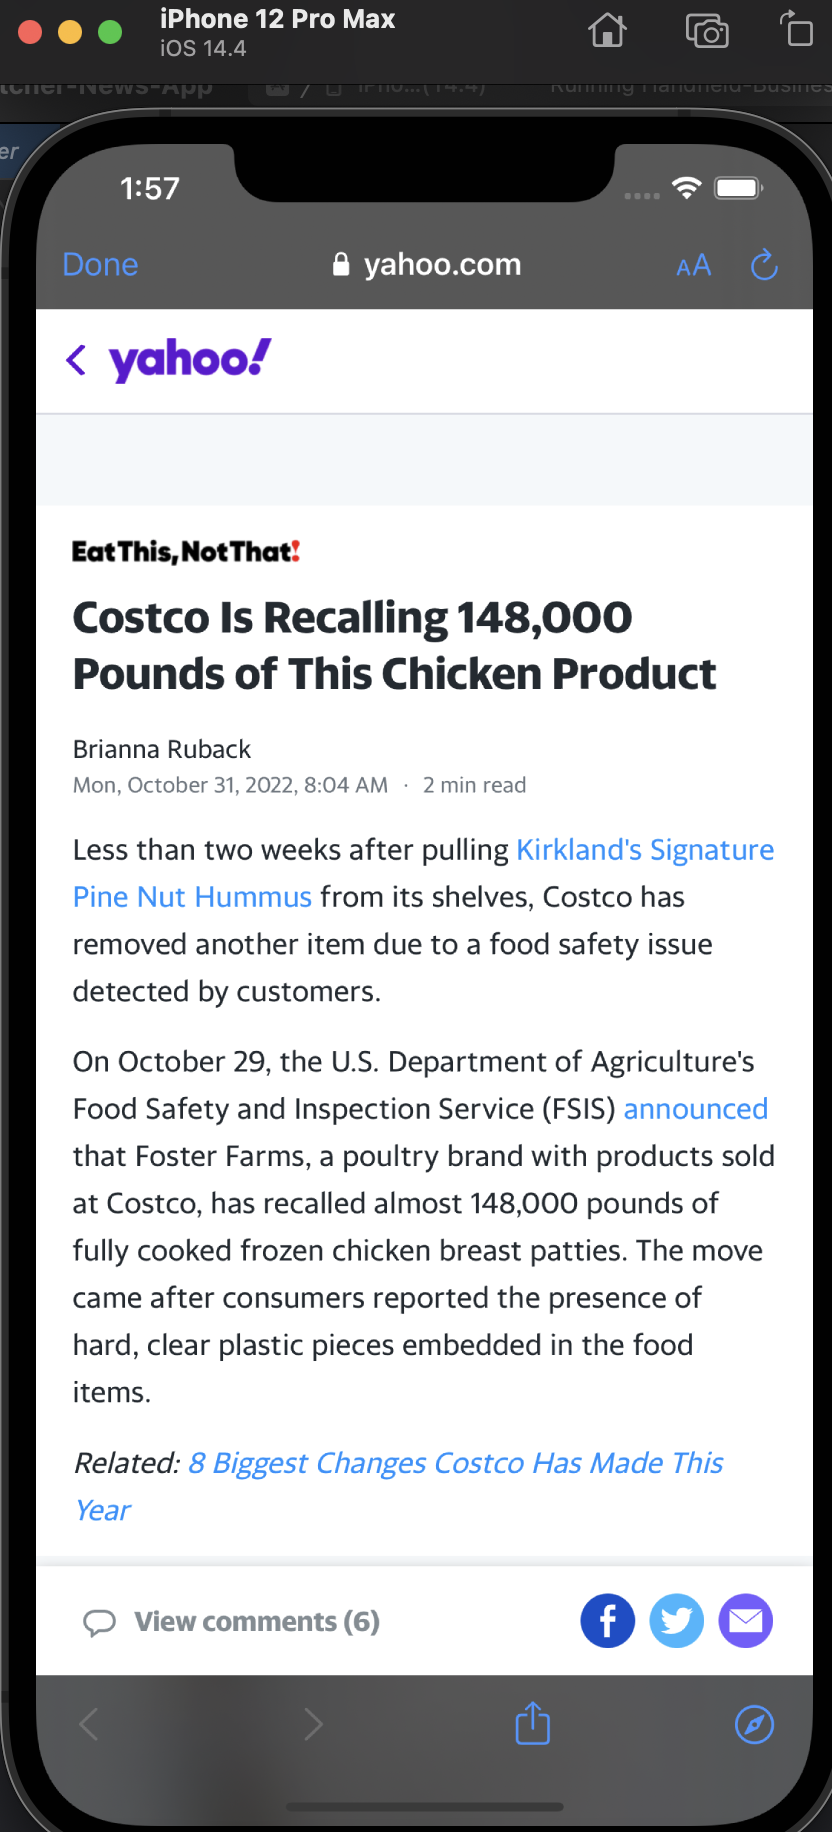 iPhone 12 Pro Max
iOS 14.4
er
1:57
Done
yahoo.com
AA
yahoo!
Eat This, Not That!
Costco Is Recalling 148,000
Pounds of This Chicken Product
Brianna Ruback
Mon, October 31, 2022, 8:04 AM · 2 min read
Less than two weeks after pulling Kirkland's Signature
Pine Nut Hummus from its shelves, Costco has
removed another item due to a food safety issue
detected by customers.
On October 29, the U.S. Department of Agriculture's
Food Safety and Inspection Service (FSIS) announced
that Foster Farms, a poultry brand with products sold
at Costco, has recalled almost 148,000 pounds of
fully cooked frozen chicken breast patties. The move
came after consumers reported the presence of
hard, clear plastic pieces embedded in the food
items.
Related: 8 Biggest Changes Costco Has Made This
Year
View comments (6)